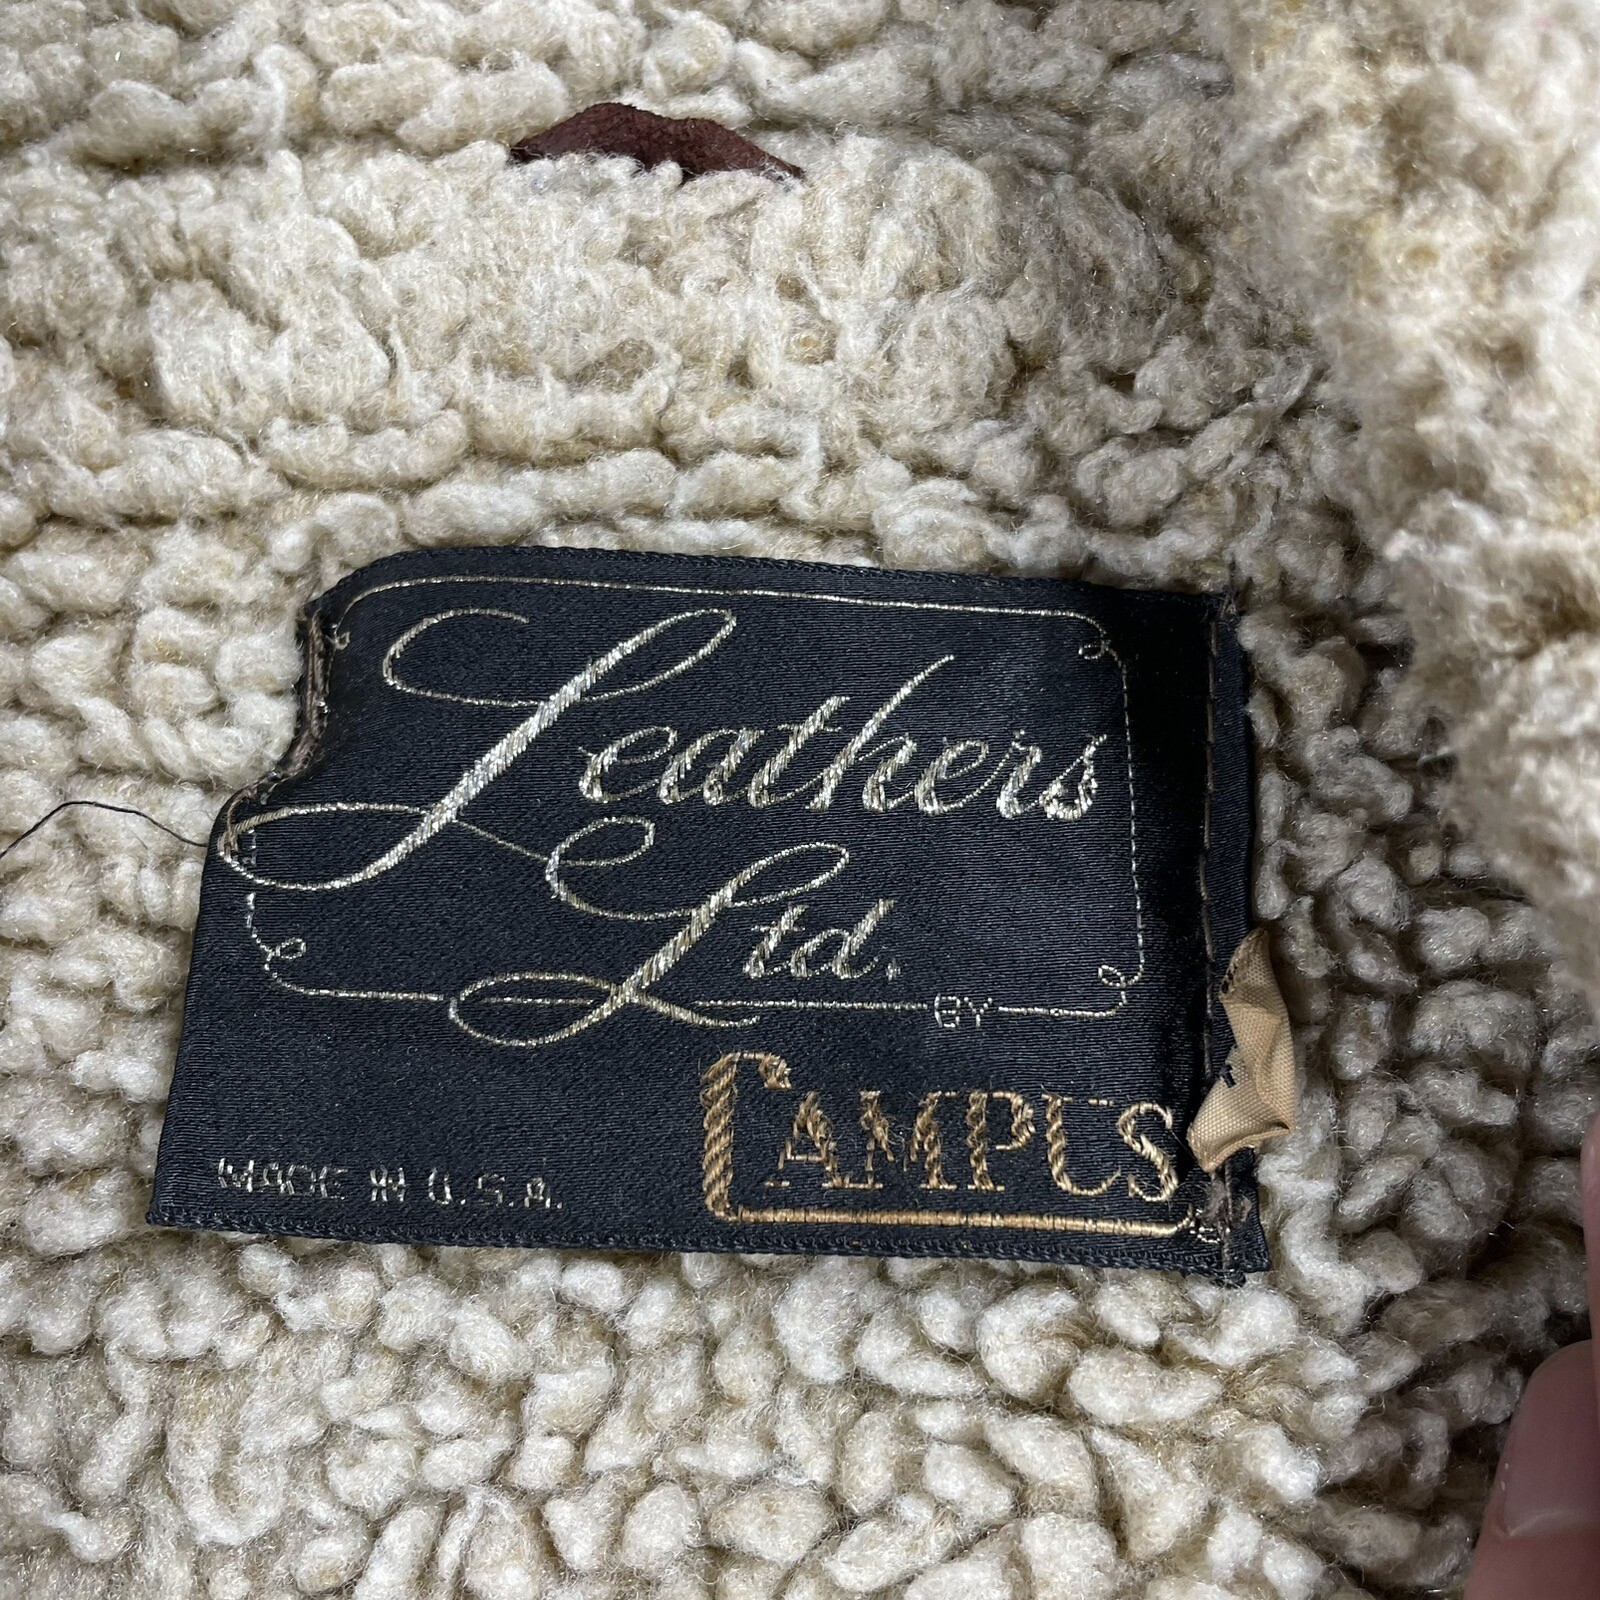 Leathers
Ltd.
BY
CAMPUS
MADE IN U.S.A.